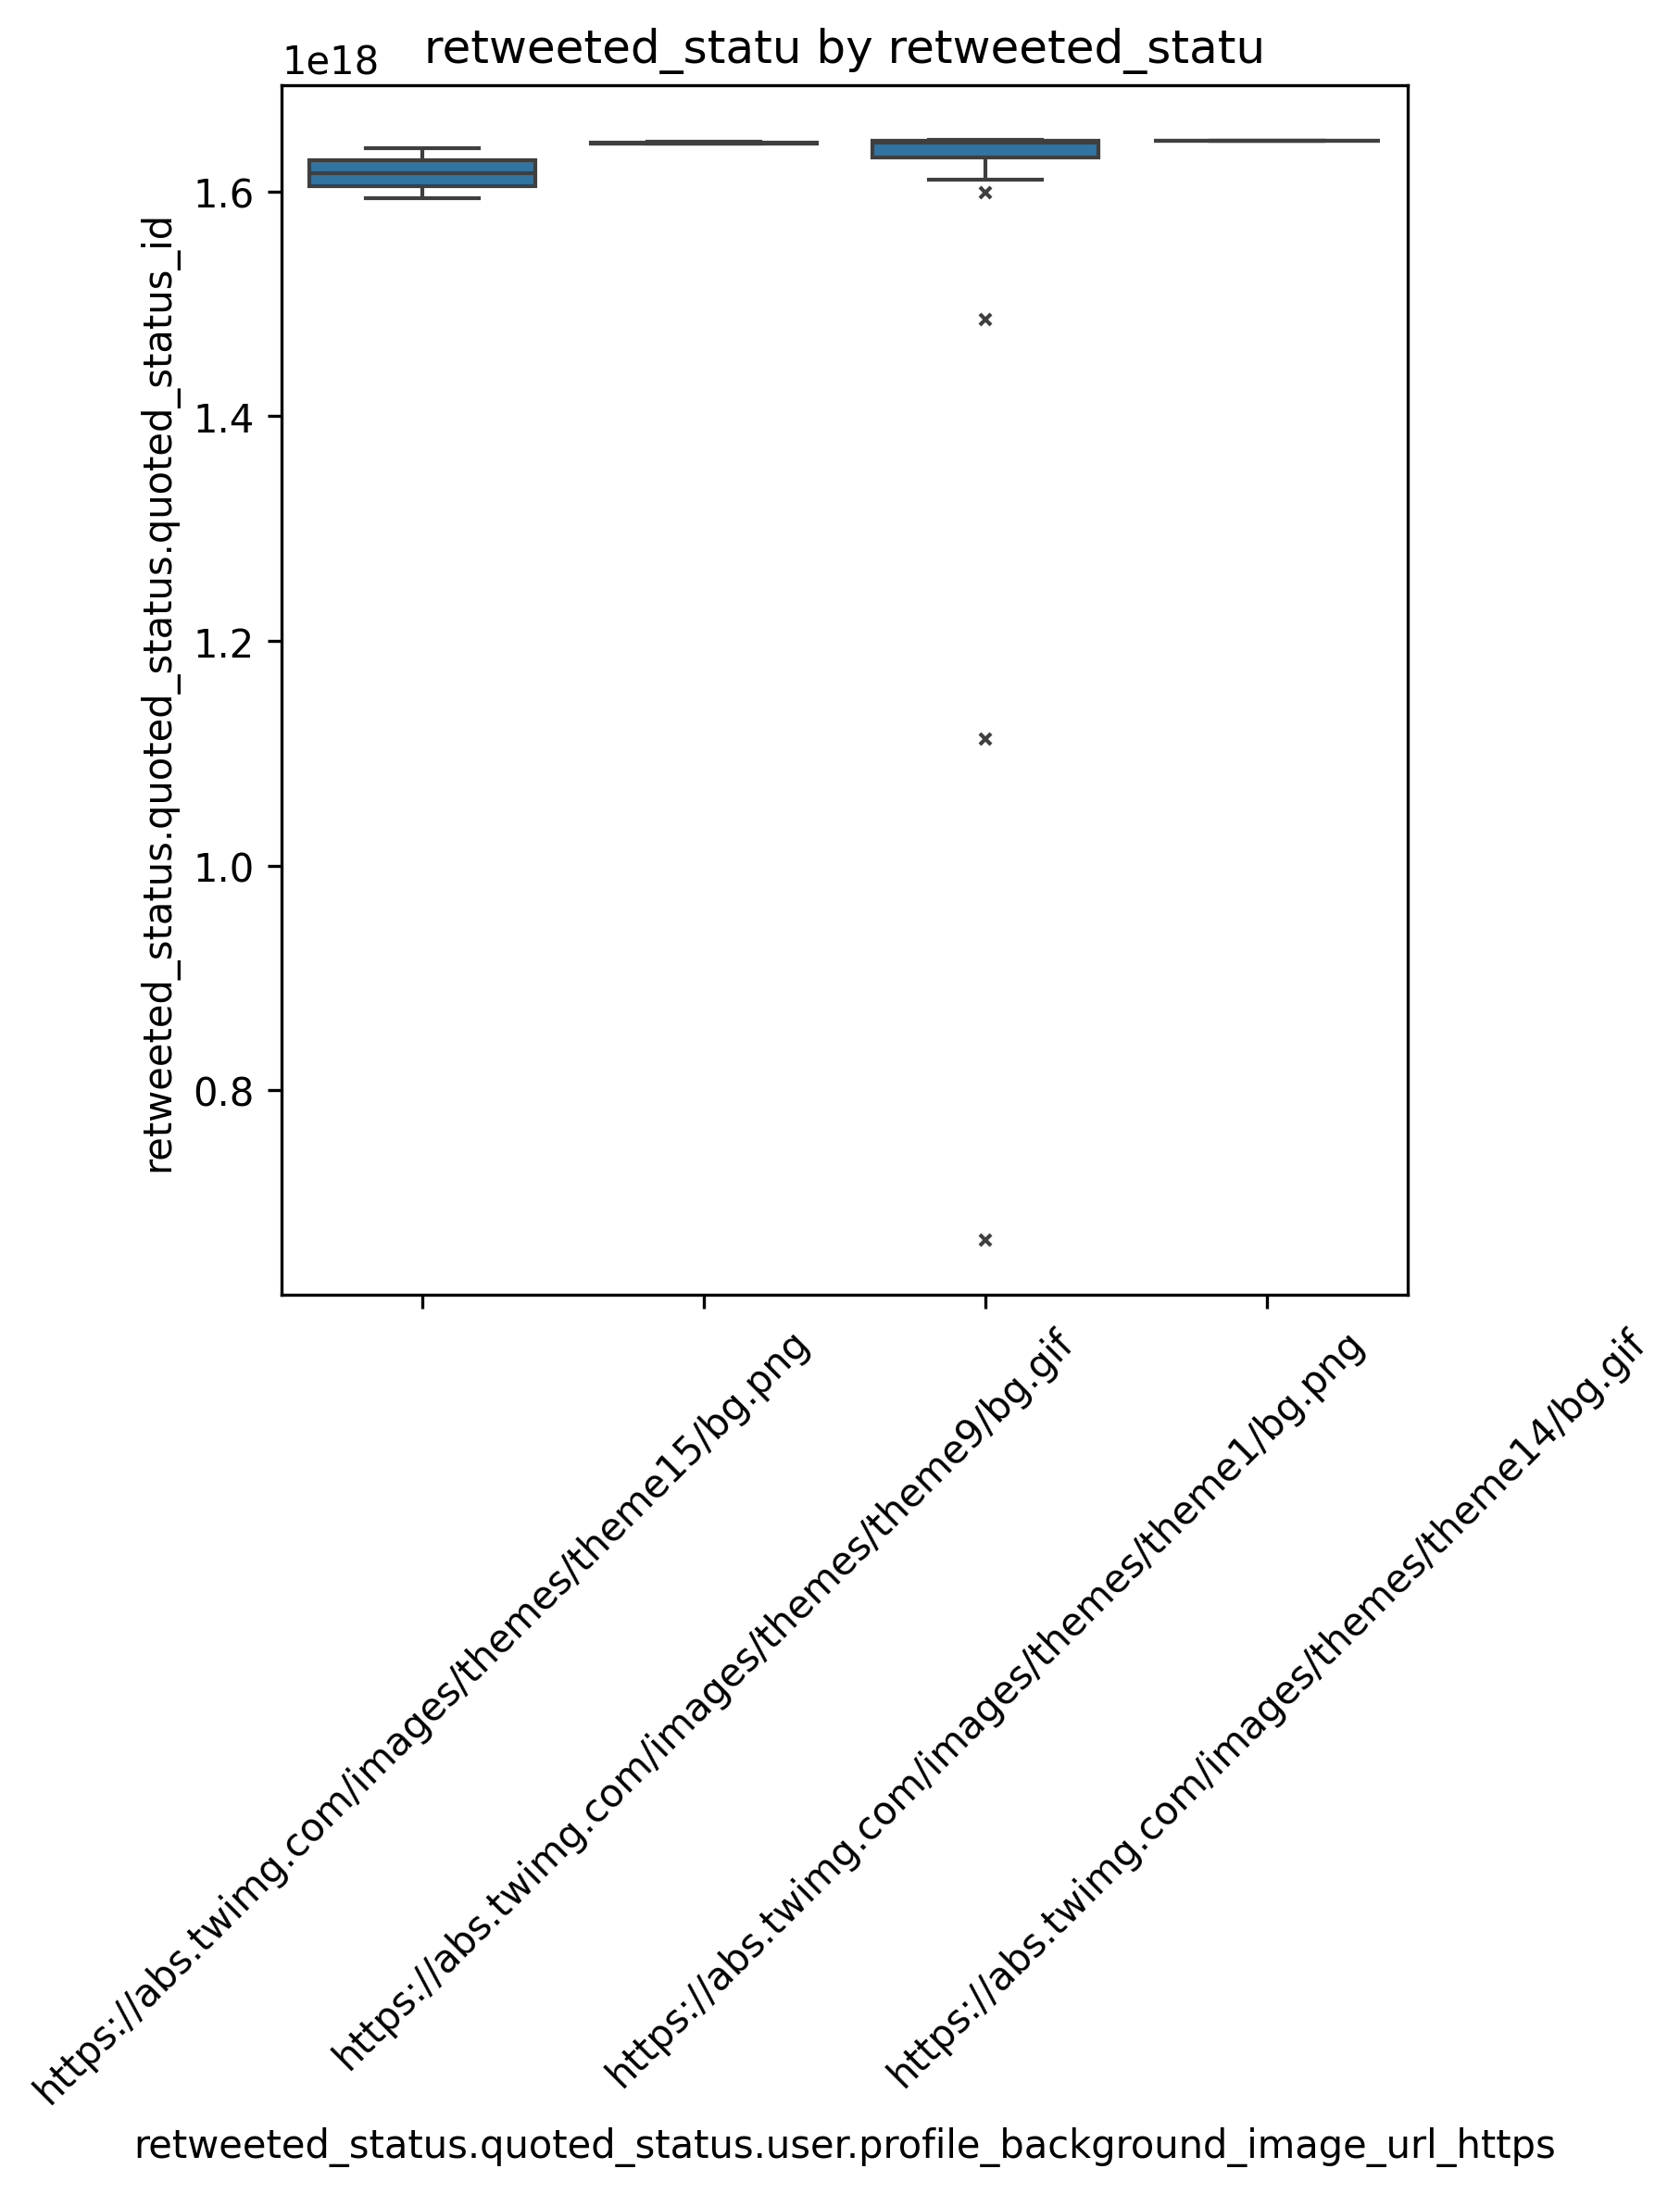 retweeted_statu by retweeted_statu
1e18
retweeted_status.quoted_status.quoted_status_id
1.6
1.4
1.2
1.0
0.8
https://abs.twimg.com/images/themes/theme15/bg.png
https://abs.twimg.com/images/themes/theme9/bg.gif
https://abs.twimg.com/images/themes/theme1/bg.png
https://abs.twimg.com/images/themes/theme14/bg.gif
retweeted_status.quoted_status.user.profile_background_image_url_https